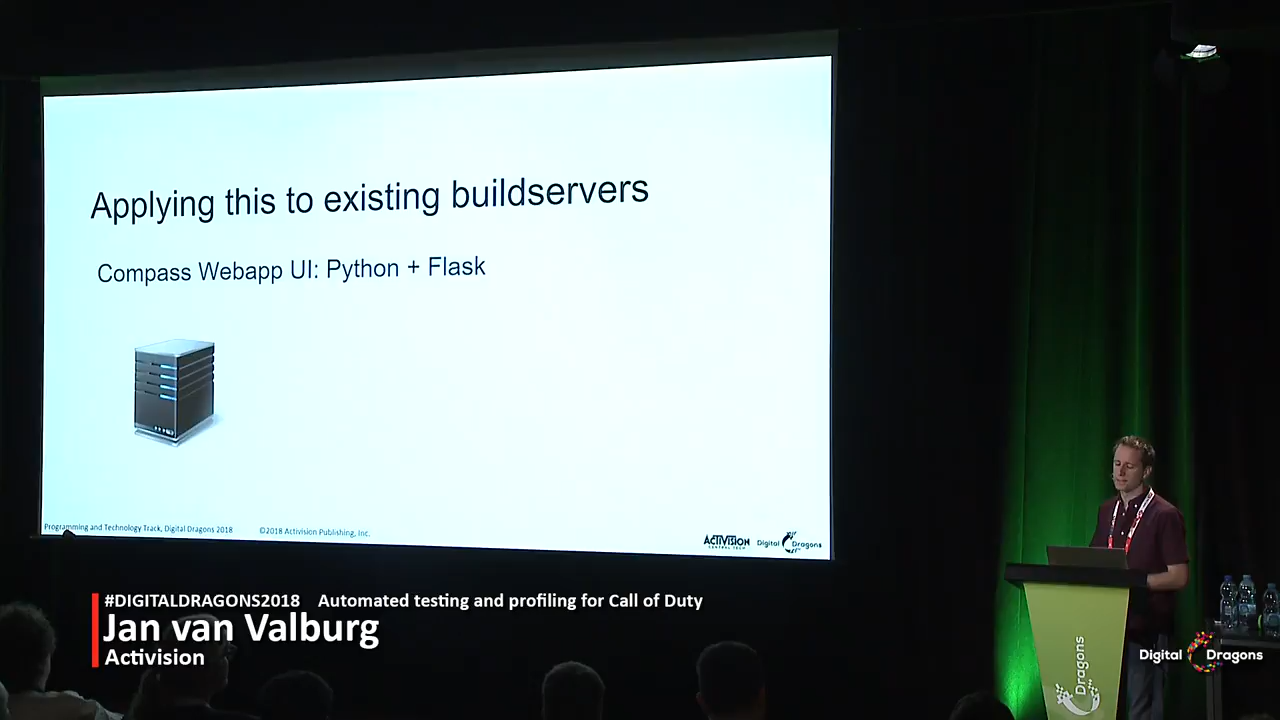 Applying this to existing buildservers
Compass Webapp UI: Python + Flask
Programming and Technology Track, Digital Dragons 2018
©2018 Activision Publishing, Inc.
ACTIVISION
CENTRAL TECH
Digital Dragons
#DIGITALDRAGONS2018 Automated testing and profiling for Call of Duty
Jan van Valburg
Activision
Dragons
Digital Dragons